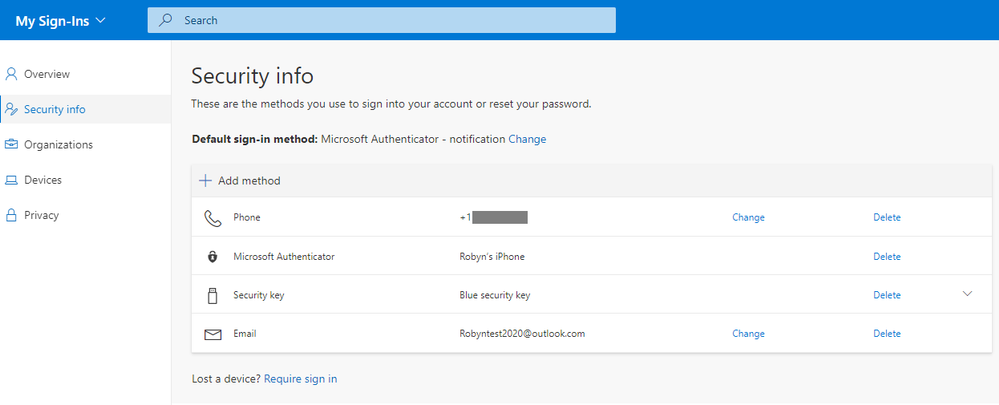 My Sign-Ins
Search
Overview
Security info
Organizations
Devices
Privacy
Security info
These are the methods you use to sign into your account or reset your password.
Default sign-in method: Microsoft Authenticator - notification Change
+ Add method
Phone +1 Change Delete
Microsoft Authenticator Robyn's iPhone Delete
Security key Blue security key Delete
Email Robyntest2020@outlook.com Change Delete
Lost a device? Require sign in